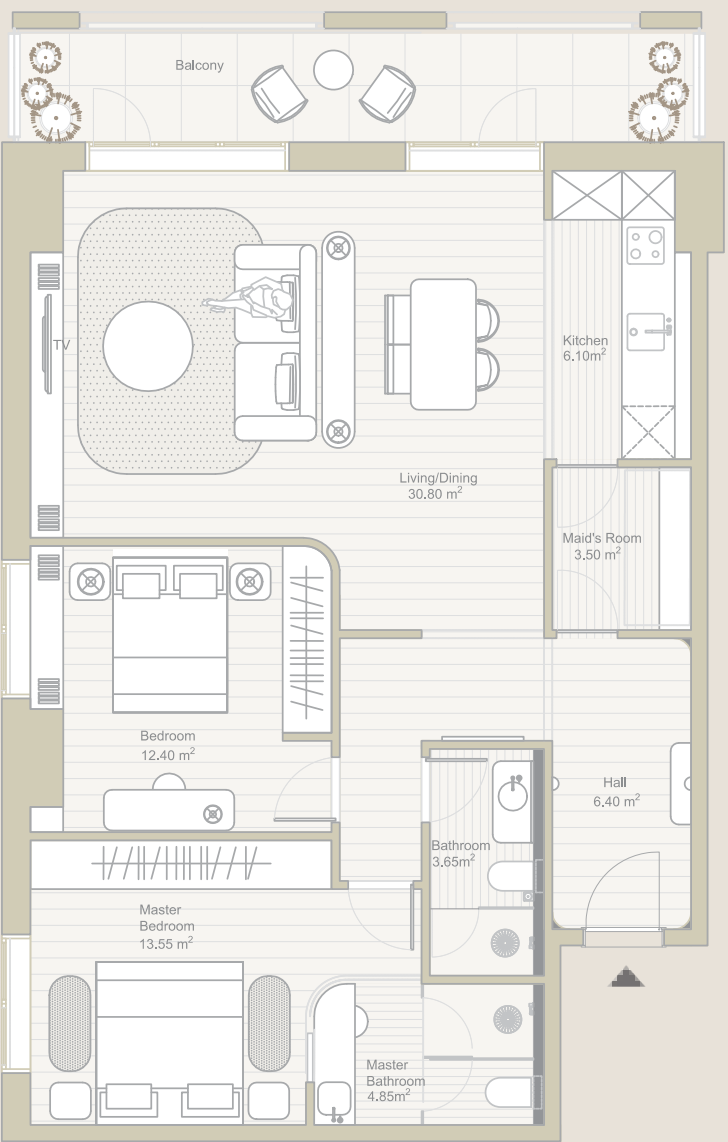 Balcony
TV
Kitchen
6.10m²
Living/Dining
30.80 m²
Maid's Room
3.50 m²
Bedroom
12.40 m²
Hall
6.40 m²
Bathroom
3.65m²
Master
Bedroom
13.55 m²
Master
Bathroom
4.85m²